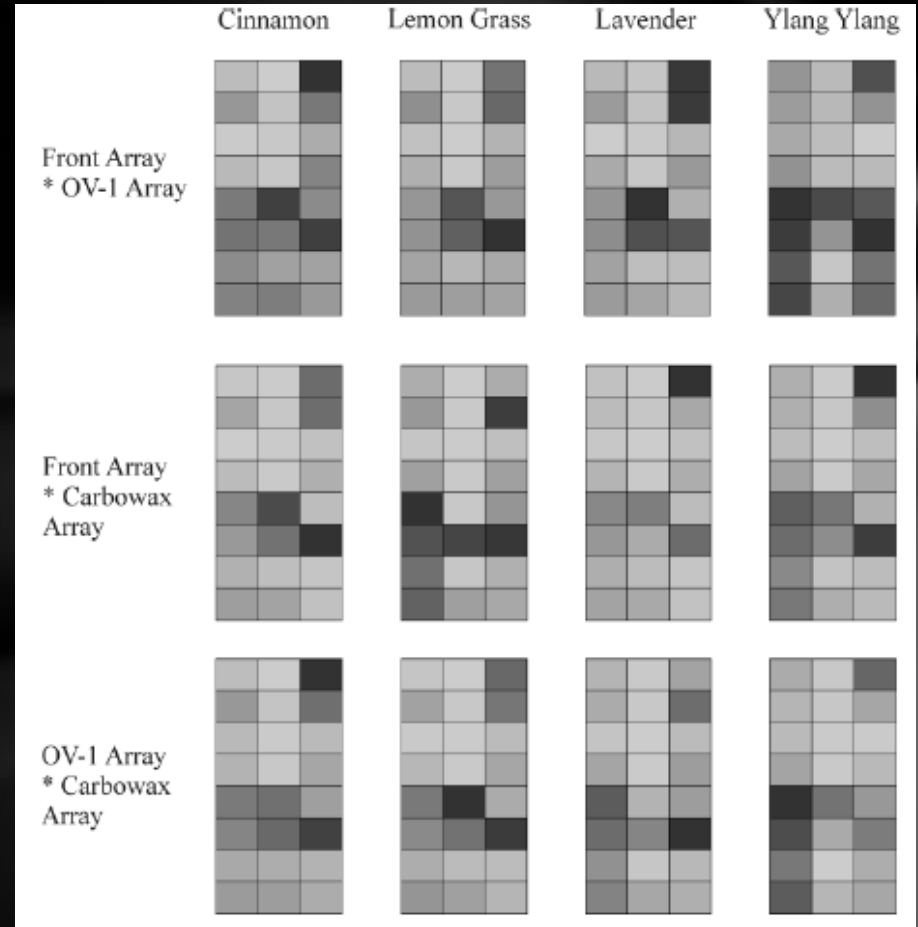 Cinnamon Lemon Grass Lavender Ylang Ylang
Front Array
* OV-1 Array
Front Array
* Carbowax
Array
OV-1 Array
* Carbowax
Array